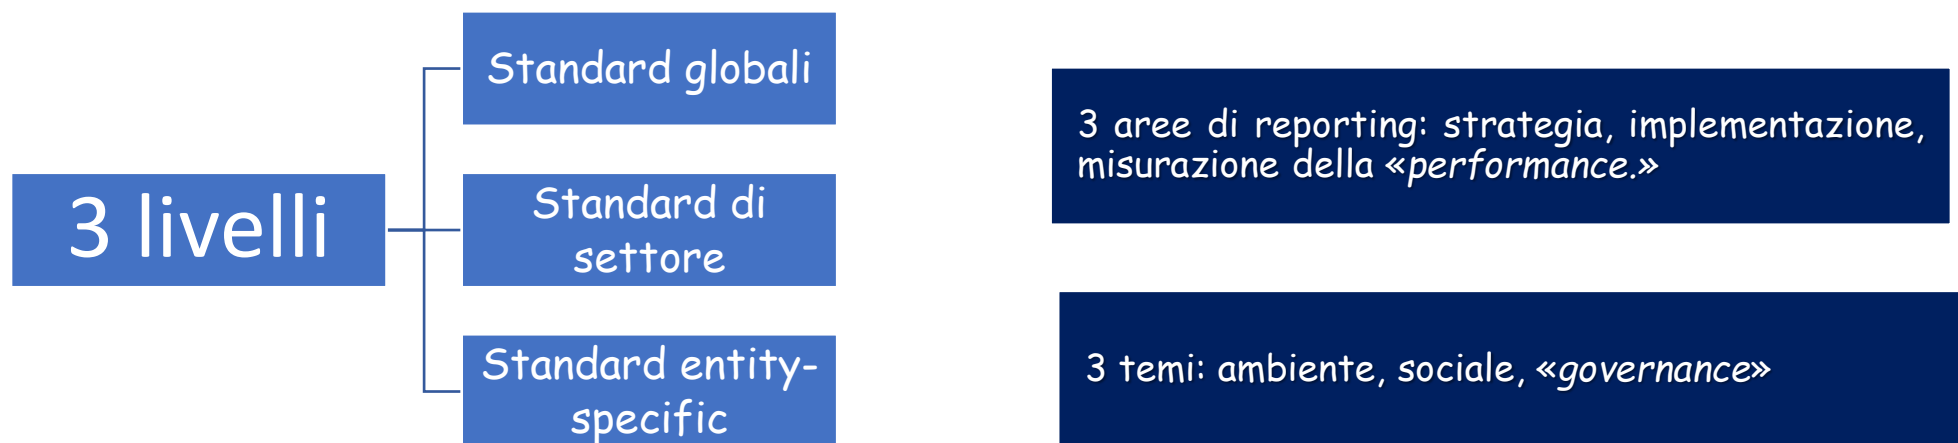 3 livelli
Standard globali
Standard di
settore
Standard entity-
specific
3 aree di reporting: strategia, implementazione,
misurazione della «performance.»
3 temi: ambiente, sociale, «governance»